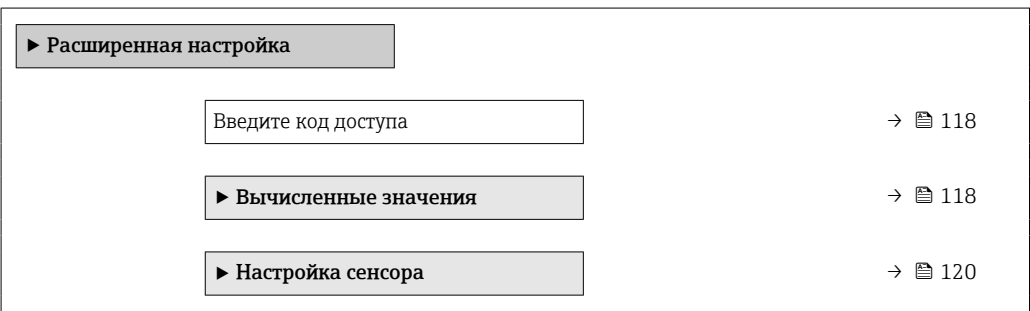 ▶ Расширенная настройка
Введите код доступа → 118
▶ Вычисленные значения → 118
▶ Настройка сенсора → 120